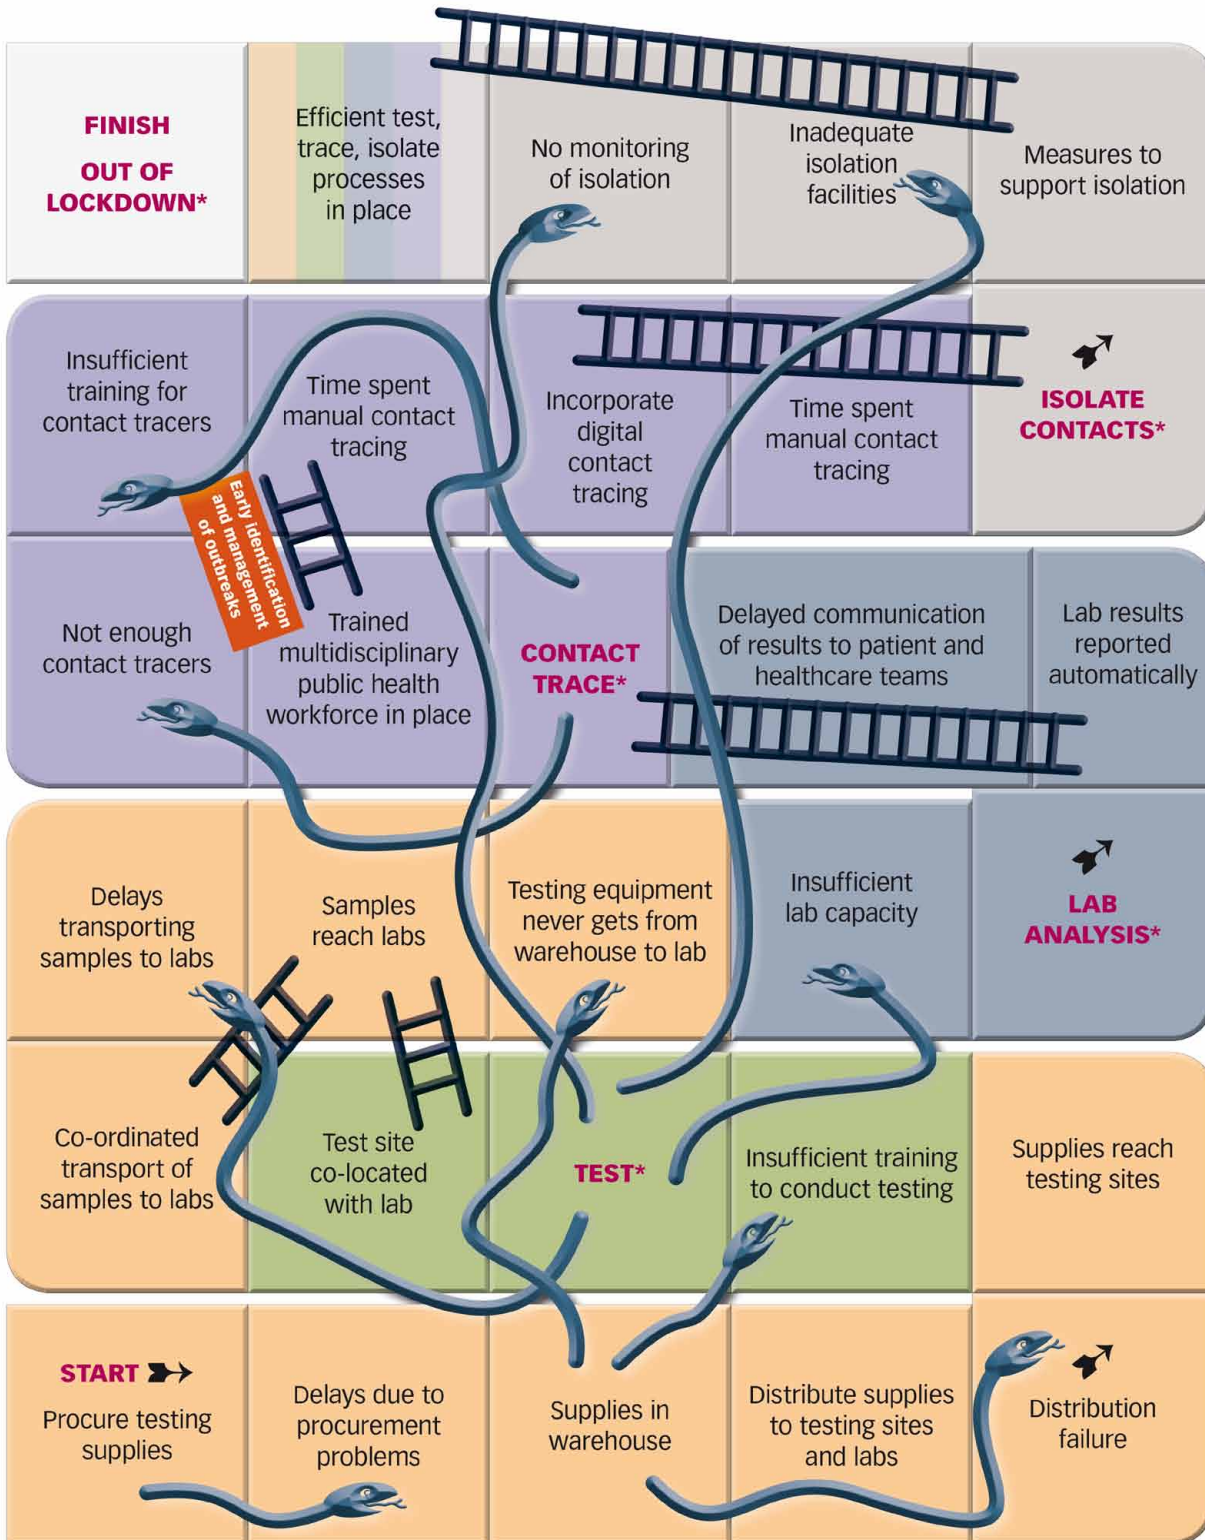 FINISH
OUT OF
LOCKDOWN*
Efficient test,
trace, isolate
processes
in place
No monitoring
of isolation
Inadequate
isolation
facilities
Measures to
support isolation
Insufficient
training for
contact tracers
Time spent
manual contact
tracing
Incorporate
digital
contact
tracing
Time spent
manual contact
tracing
ISOLATE
CONTACTS*
Early identification
and management
of outbreaks
Not enough
contact tracers
Trained
multidisciplinary
public health
workforce in place
CONTACT
TRACE*
Delayed communication
of results to patient and
healthcare teams
Lab results
reported
automatically
Delays
transporting
samples to labs
Samples
reach labs
Testing equipment
never gets from
warehouse to lab
Insufficient
lab capacity
LAB
ANALYSIS*
Co-ordinated
transport of
samples to labs
Test site
co-located
with lab
TEST*
Insufficient training
to conduct testing
Supplies reach
testing sites
START
Procure testing
supplies
Delays due to
procurement
problems
Supplies in
warehouse
Distribute supplies
to testing sites
and labs
Distribution
failure